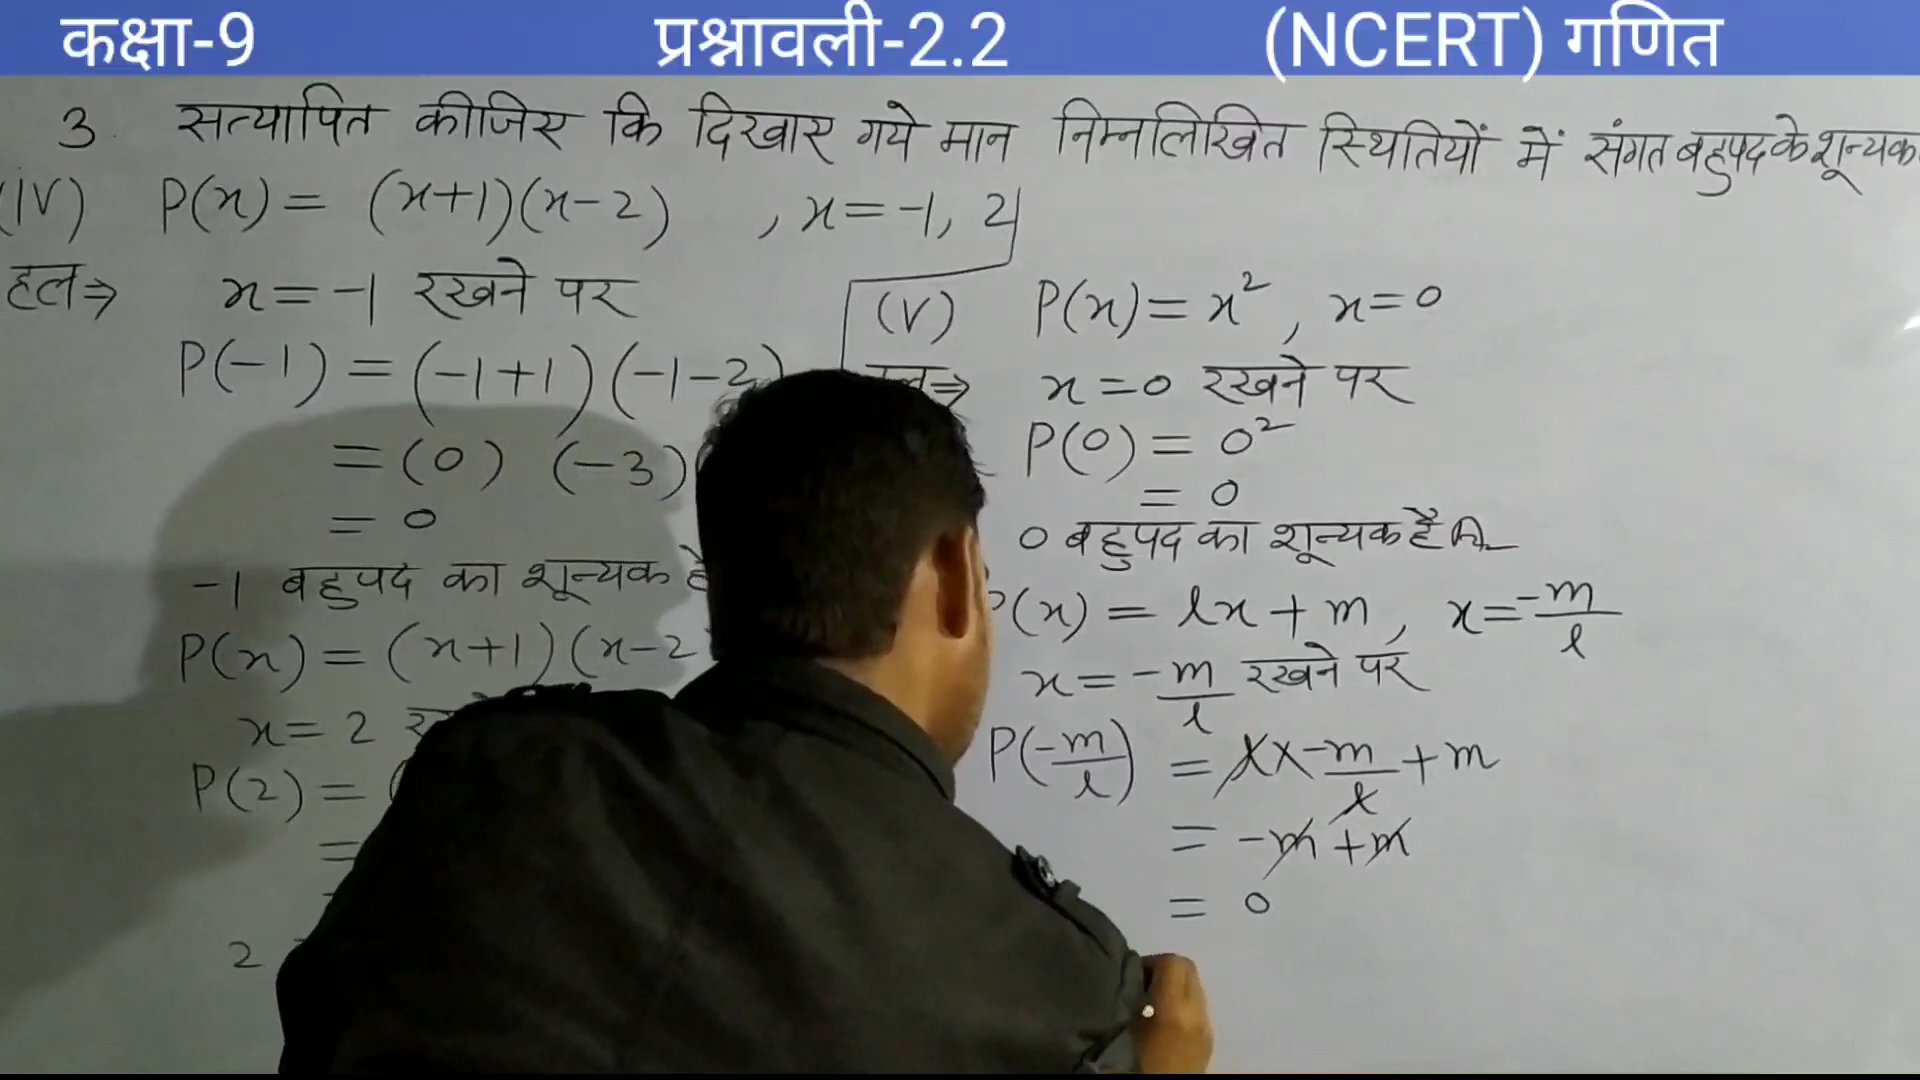 कक्षा-9 प्रश्नावली-2.2 (NCERT) गणित
3. सत्यापित कीजिए कि दिखाए गये मान निम्नलिखित स्थितियों में संगत बहुपद के शून्यक
(iv) P(x) = (x+1)(x-2) , x=-1, 2
हल⇒ x=-1 रखने पर
P(-1) = (-1+1)(-1-2)
= (0) (-3)
= 0
-1 बहुपद का शून्यक है
P(x) = (x+1)(x-2
x=2
P(2) = (
=
2
(V) P(x) = x², x=0
x=0 रखने पर
P(0) = 0²
= 0
0 बहुपद का शून्यक है
P(x) = lx+m, x=-m/l
x=-m/l रखने पर
P(-m/l) = l×-m/l+m
= -m+m
= 0